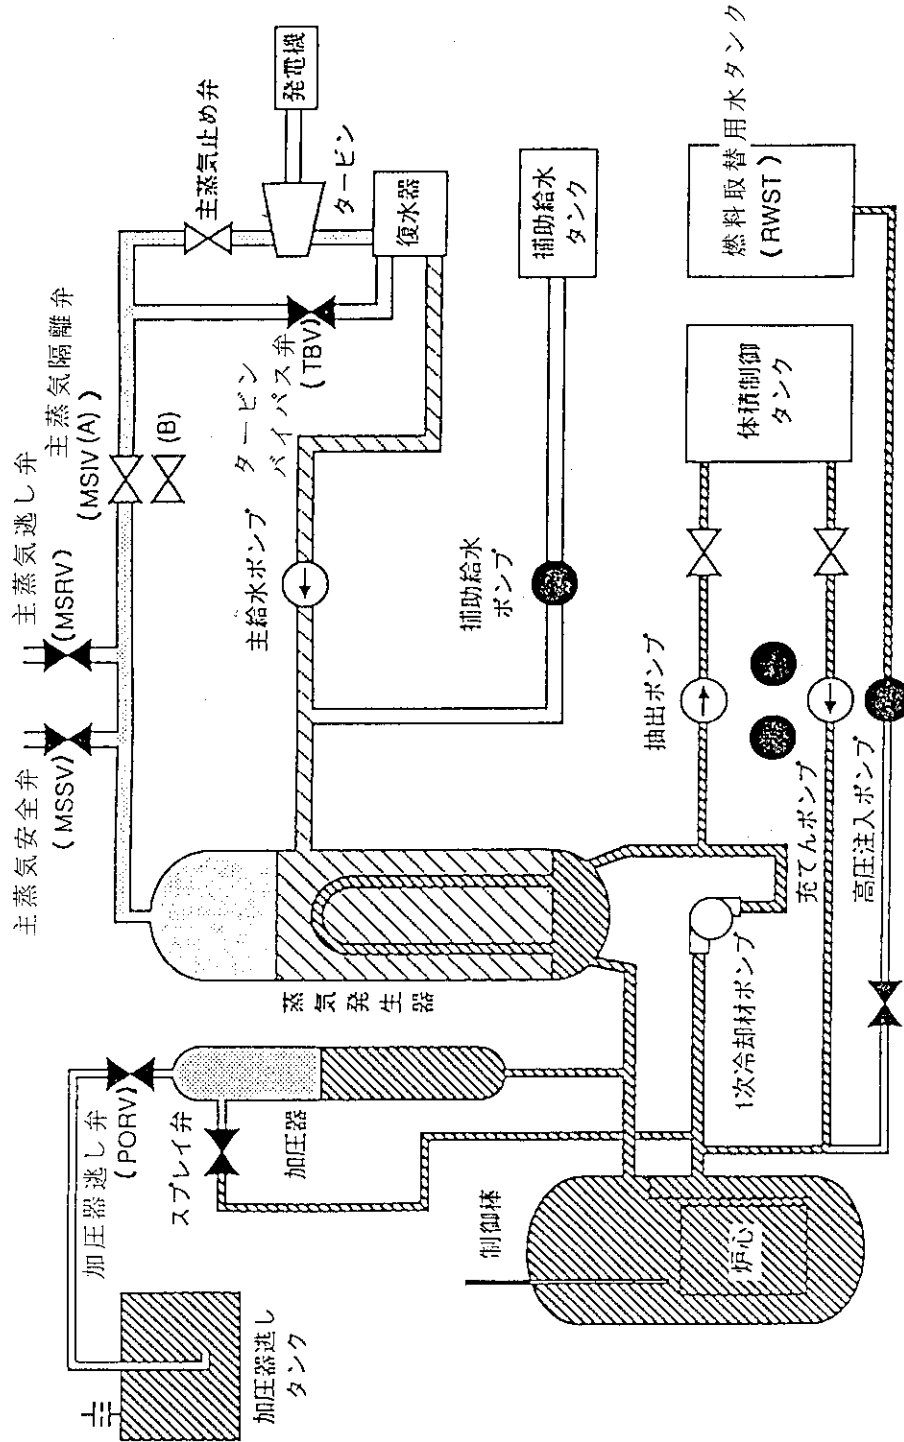 加圧器逃し
タンク
加圧器逃し弁
(PORV)
スプレイ弁
加圧器
制御棒
炉心
蒸気発生器
主蒸気安全弁
(MSSV)
主蒸気逃し弁
(MSRV)
主蒸気隔離弁
(MSIV(A))
(B)
主蒸気止め弁
発電機
タービン
復水器
タービン
バイパス弁
(TBV)
主給水ポンプ
補助給水
ポンプ
補助給水
タンク
抽出ポンプ
体積制御
タンク
1次冷却材ポンプ
充てんポンプ
高圧注入ポンプ
燃料取替用水タンク
(RWST)